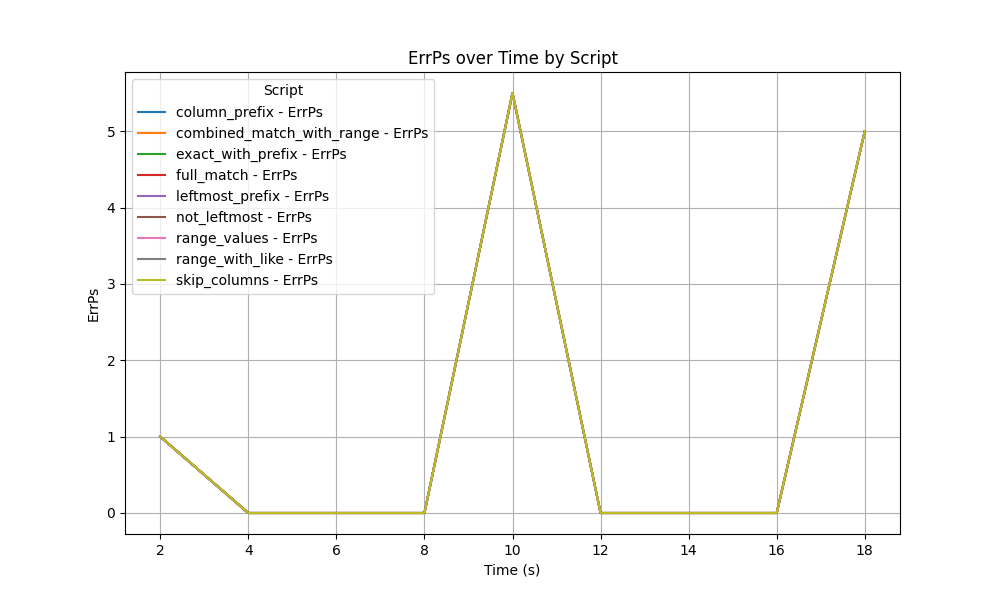 ErrPs over Time by Script
Script
column_prefix - ErrPs
combined_match_with_range - ErrPs
exact_with_prefix - ErrPs
full_match - ErrPs
leftmost_prefix - ErrPs
not_leftmost - ErrPs
range_values - ErrPs
range_with_like - ErrPs
skip_columns - ErrPs
ErrPs
5
4
3
2
1
0
2 4 6 8 10 12 14 16 18
Time (s)